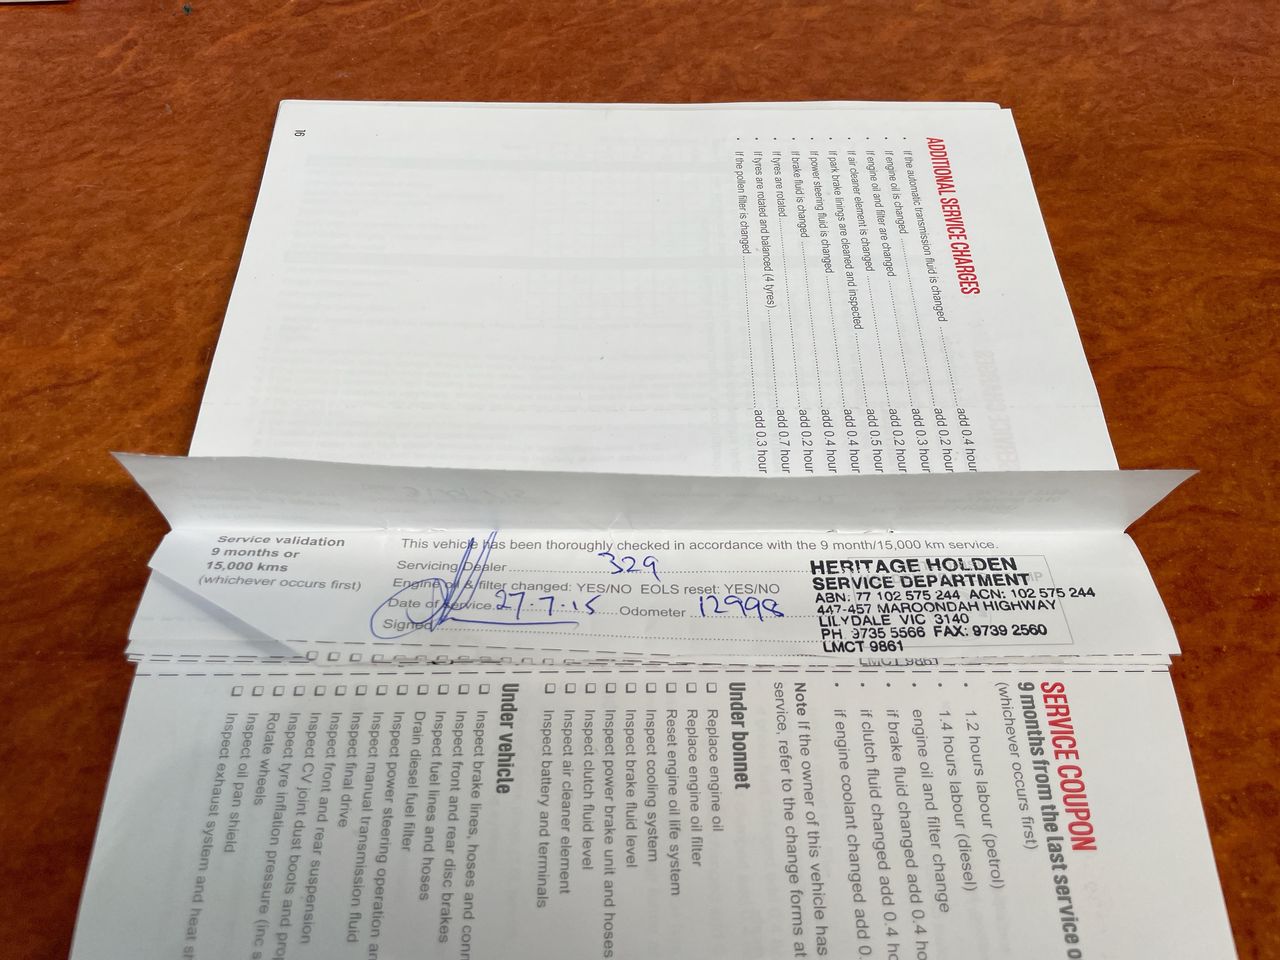 16
ADDITIONAL SERVICE CHARGES
• If the automatic transmission fluid is changed ........ add 0.4 hour
• If engine oil is changed ........ add 0.2 hour
• If engine oil and filter are changed ........ add 0.3 hour
• If air cleaner element is changed ........ add 0.2 hour
• If park brake linings are cleaned and inspected ........ add 0.5 hour
• If power steering fluid is changed ........ add 0.4 hour
• If brake fluid is changed ........ add 0.4 hour
• If tyres are rotated ........ add 0.2 hour
• If tyres are rotated and balanced (4 tyres) ........ add 0.7 hour
• If the pollen filter is changed ........ add 0.3 hour
Service validation
9 months or
15,000 kms
(whichever occurs first)
This vehicle has been thoroughly checked in accordance with the 9 month/15,000 km service.
Servicing Dealer 329
Engine oil & filter changed: YES/NO EOLS reset: YES/NO
Date of service 27.7.15 Odometer 12998
Signed
HERITAGE HOLDEN
SERVICE DEPARTMENT
ABN: 77 102 575 244 ACN: 102 575 244
447-457 MAROONDAH HIGHWAY
LILYDALE VIC 3140
PH 9735 5566 FAX: 9739 2560
LMCT 9861
LMCT 9861
SERVICE COUPON
9 months from the last service o
(whichever occurs first)
• 1.2 hours labour (petrol)
• 1.4 hours labour (diesel)
• engine oil and filter change
• if brake fluid changed add 0.4 ho
• if clutch fluid changed add 0.4 ho
• if engine coolant changed add 0.
Note If the owner of this vehicle has
service, refer to the change forms at
Under bonnet
❑ Replace engine oil
❑ Replace engine oil filter
❑ Reset engine oil life system
❑ Inspect cooling system
❑ Inspect brake fluid level
❑ Inspect power brake unit and hoses
❑ Inspect clutch fluid level
❑ Inspect air cleaner element
❑ Inspect battery and terminals
Under vehicle
❑ Inspect brake lines, hoses and conn
❑ Inspect front and rear disc brakes
❑ Inspect fuel lines and hoses
❑ Drain diesel fuel filter
❑ Inspect power steering operation an
❑ Inspect manual transmission fluid
❑ Inspect final drive
❑ Inspect front and rear suspension
❑ Inspect CV joint dust boots and prop
❑ Inspect tyre inflation pressure (inc s
❑ Rotate wheels
❑ Inspect oil pan shield
❑ Inspect exhaust system and heat sh